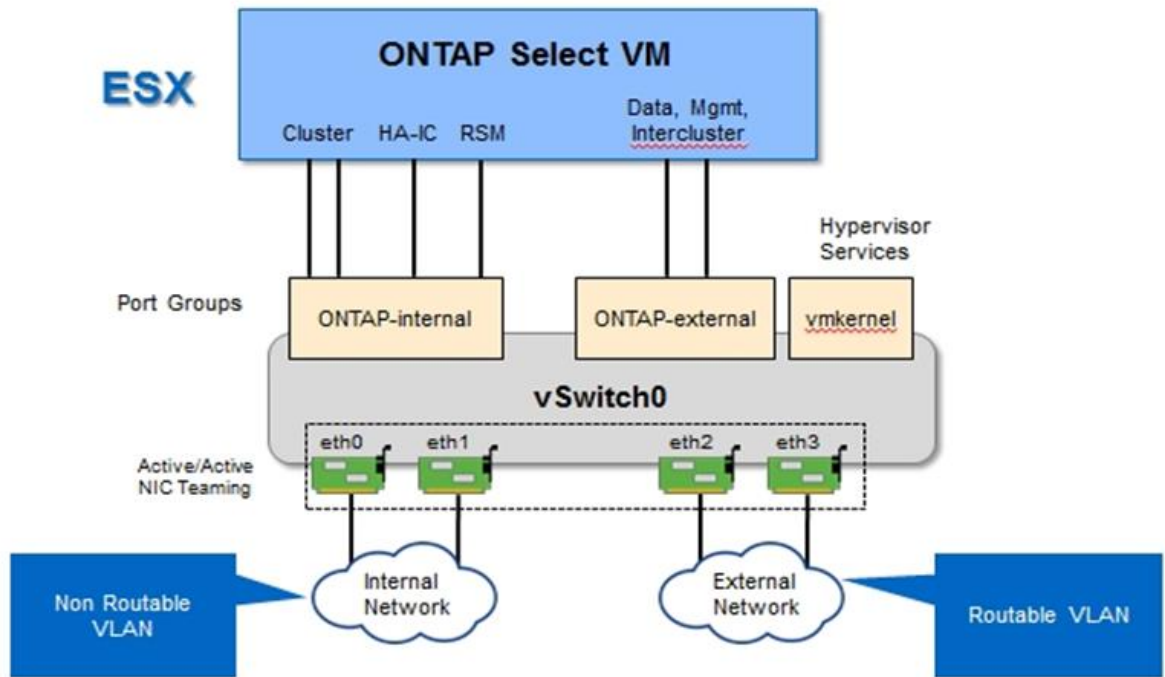 ONTAP Select VM
ESX
Data, Mgmt,
Cluster HA-IC RSM Intercluster
Hypervisor
Services
Port Groups
ONTAP-internal
ONTAP-external
vmkernel
vSwitch0
eth0
eth1
eth2
eth3
Active/Active
NIC Teaming
Internal
Network
External
Network
Non Routable
VLAN
Routable VLAN